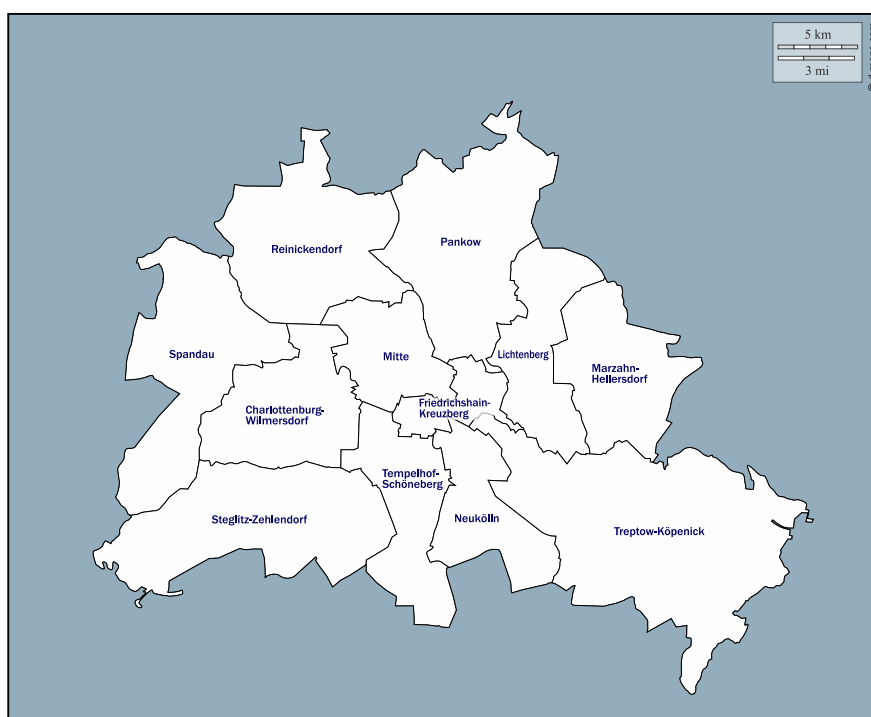 5 km
3 mi
Pankow
Reinickendorf
Spandau
Mitte
Lichtenberg
Marzahn-
Hellersdorf
Charlottenburg-
Wilmersdorf
Friedrichshain-
Kreuzberg
Tempelhof-
Schöneberg
Steglitz-Zehlendorf
Neukölln
Treptow-Köpenick